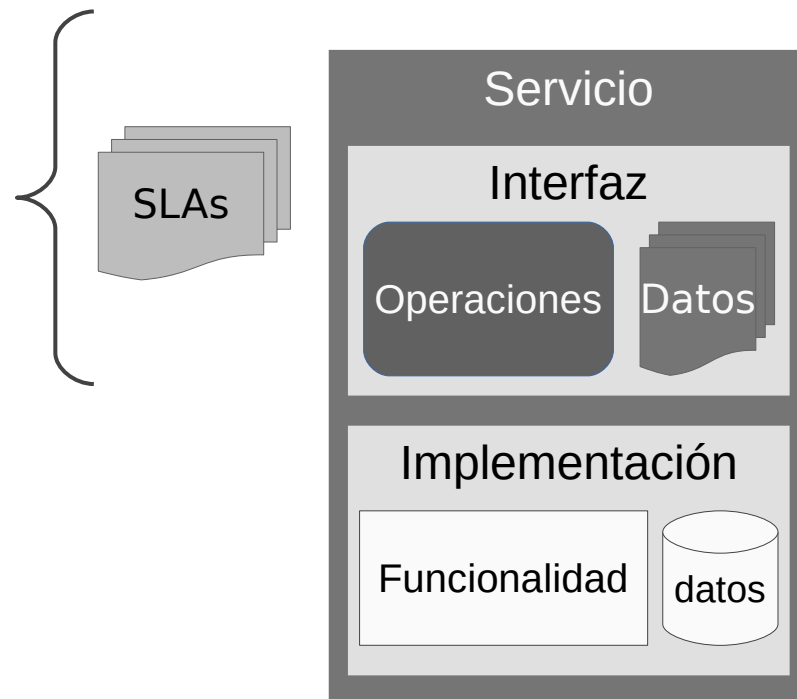 SLAs
Servicio
Interfaz
Operaciones
Datos
Implementación
Funcionalidad
datos